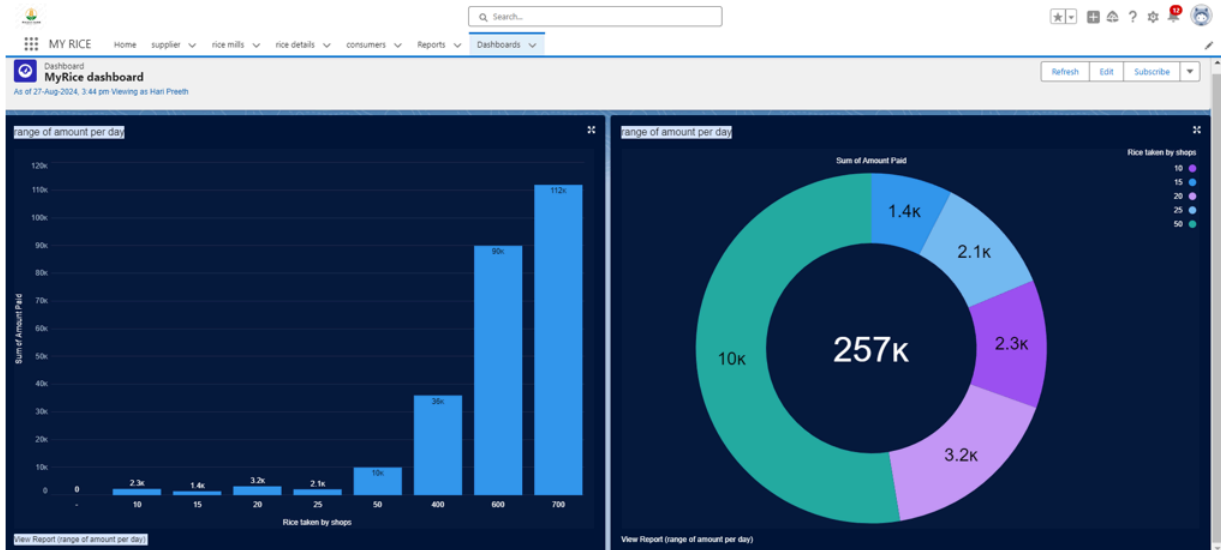 Search...
12
MY RICE Home supplier rice mills rice details consumers Reports Dashboards
Dashboard
MyRice dashboard
As of 27-Aug-2024, 3:44 pm Viewing as Hari Preeth
Refresh Edit Subscribe
range of amount per day
120K
110K
100K
90K
80K
70K
60K
50K
40K
30K
20K
10K
0
Sum of Amount Paid
0 2.3K 1.4K 3.2K 2.1K 10K 36K 90K 112K
- 10 15 20 25 50 400 600 700
Rice taken by shops
View Report (range of amount per day)
range of amount per day
Sum of Amount Paid
Rice taken by shops
10
15
20
25
50
1.4K
2.1K
2.3K
3.2K
10K
257K
View Report (range of amount per day)